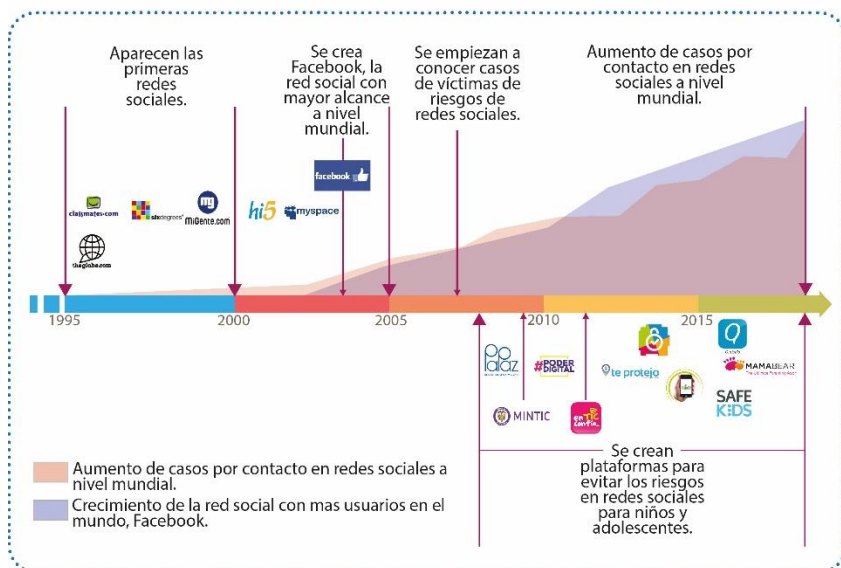 Aparecen las
primeras
redes
sociales.
Se crea
Facebook, la
red social con
mayor alcance
a nivel
mundial.
Se empiezan a
conocer casos
de víctimas de
riesgos de
redes sociales.
Aumento de casos por
contacto en redes
sociales a nivel
mundial.
classmates-com
sixdegrees
mg
MiGente.com
theglobe.com
hi5
myspace
facebook
1995
2000
2005
2010
2015
#PODER
DIGITAL
te protejo
MAMABEAR
SAFE
KIDS
MINTIC
en TIC
confío
Se crean
plataformas para
evitar los riesgos
en redes sociales
para niños y
adolescentes.
Aumento de casos por contacto en redes sociales a
nivel mundial.
Crecimiento de la red social con mas usuarios en el
mundo, Facebook.